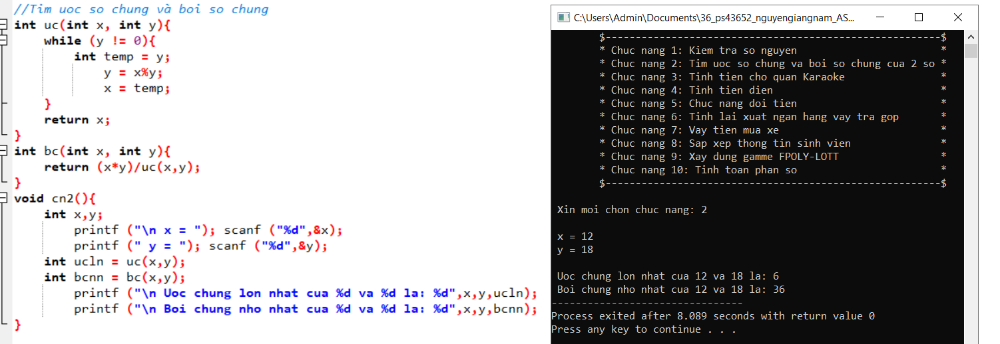 //Tim uoc so chung và boi so chung
int uc(int x, int y){
while (y != 0){
int temp = y;
y = x%y;
x = temp;
}
return x;
}
int bc(int x, int y){
return (x*y)/uc(x,y);
}
void cn2(){
int x,y;
printf ("\n x = "); scanf ("%d",&x);
printf (" y = "); scanf ("%d",&y);
int ucln = uc(x,y);
int bcnn = bc(x,y);
printf ("\n Uoc chung lon nhat cua %d va %d la: %d",x,y,ucln);
printf ("\n Boi chung nho nhat cua %d va %d la: %d",x,y,bcnn);
}
C:\Users\Admin\Documents\36_ps43652_nguyengiangnam_AS...
$--------------------------------------------------------$
* Chuc nang 1: Kiem tra so nguyen *
* Chuc nang 2: Tim uoc so chung va boi so chung cua 2 so *
* Chuc nang 3: Tinh tien cho quan Karaoke *
* Chuc nang 4: Tinh tien dien *
* Chuc nang 5: Chuc nang doi tien *
* Chuc nang 6: Tinh lai xuat ngan hang vay tra gop *
* Chuc nang 7: Vay tien mua xe *
* Chuc nang 8: Sap xep thong tin sinh vien *
* Chuc nang 9: Xay dung gamme FPOLY-LOTT *
* Chuc nang 10: Tinh toan phan so *
$--------------------------------------------------------$
Xin moi chon chuc nang: 2
x = 12
y = 18
Uoc chung lon nhat cua 12 va 18 la: 6
Boi chung nho nhat cua 12 va 18 la: 36
--------------------------------
Process exited after 8.089 seconds with return value 0
Press any key to continue . . .